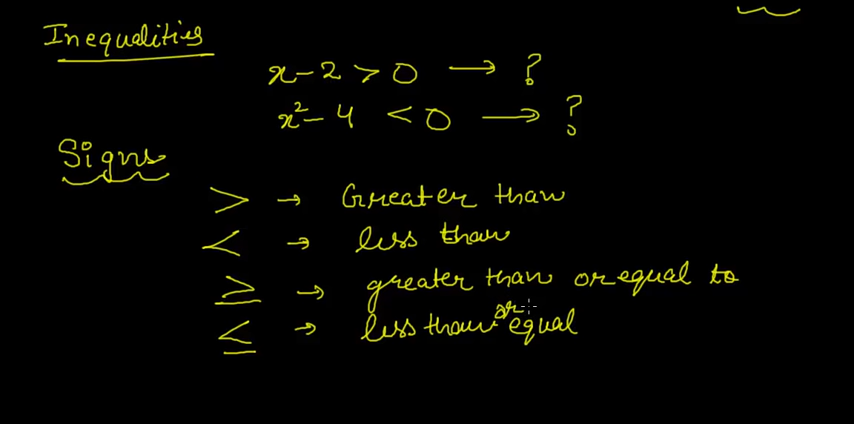 Inequalities
x - 2 > 0 → ?
x² - 4 < 0 → ?
Signs
> → Greater than
< → less than
≥ → greater than or equal to
≤ → less than or equal